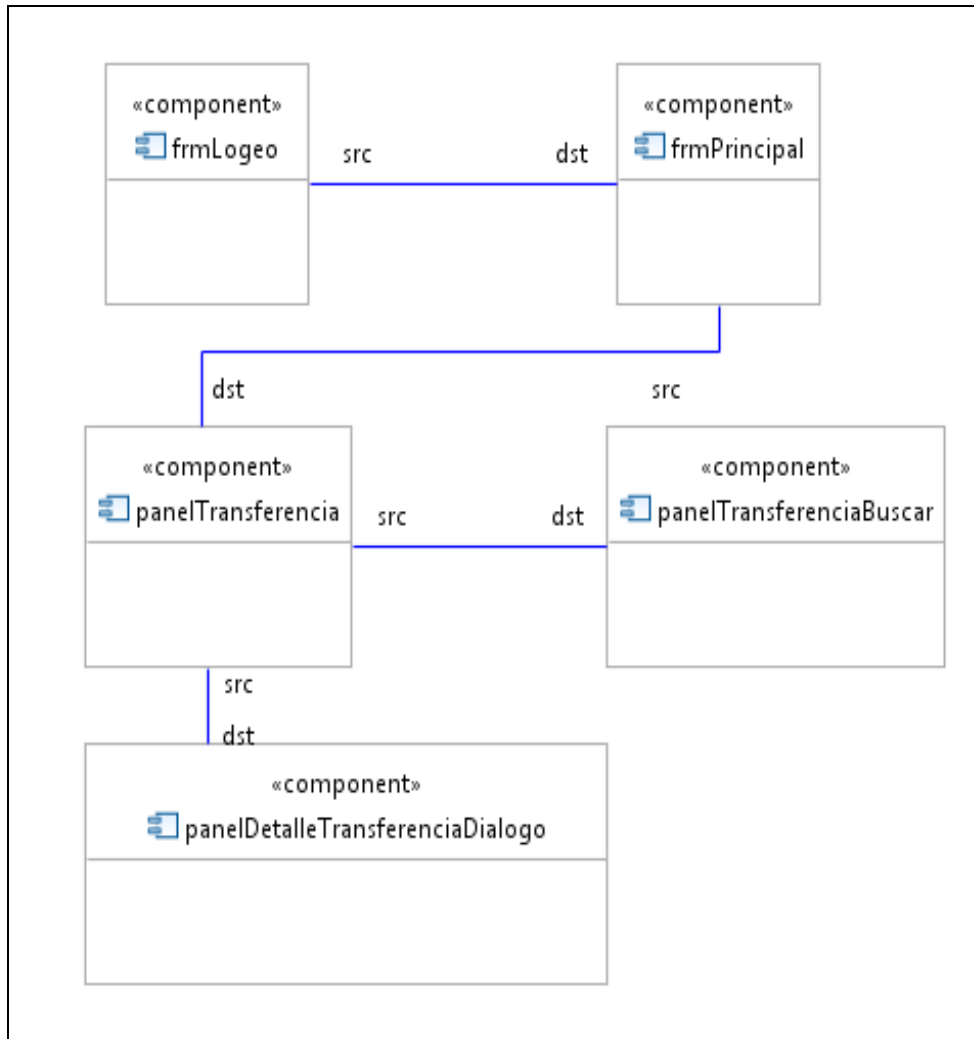 «component»
frmLogeo
«component»
frmPrincipal
src
dst
dst
src
«component»
panelTransferencia
«component»
panelTransferenciaBuscar
src
dst
src
dst
«component»
panelDetalleTransferenciaDialogo